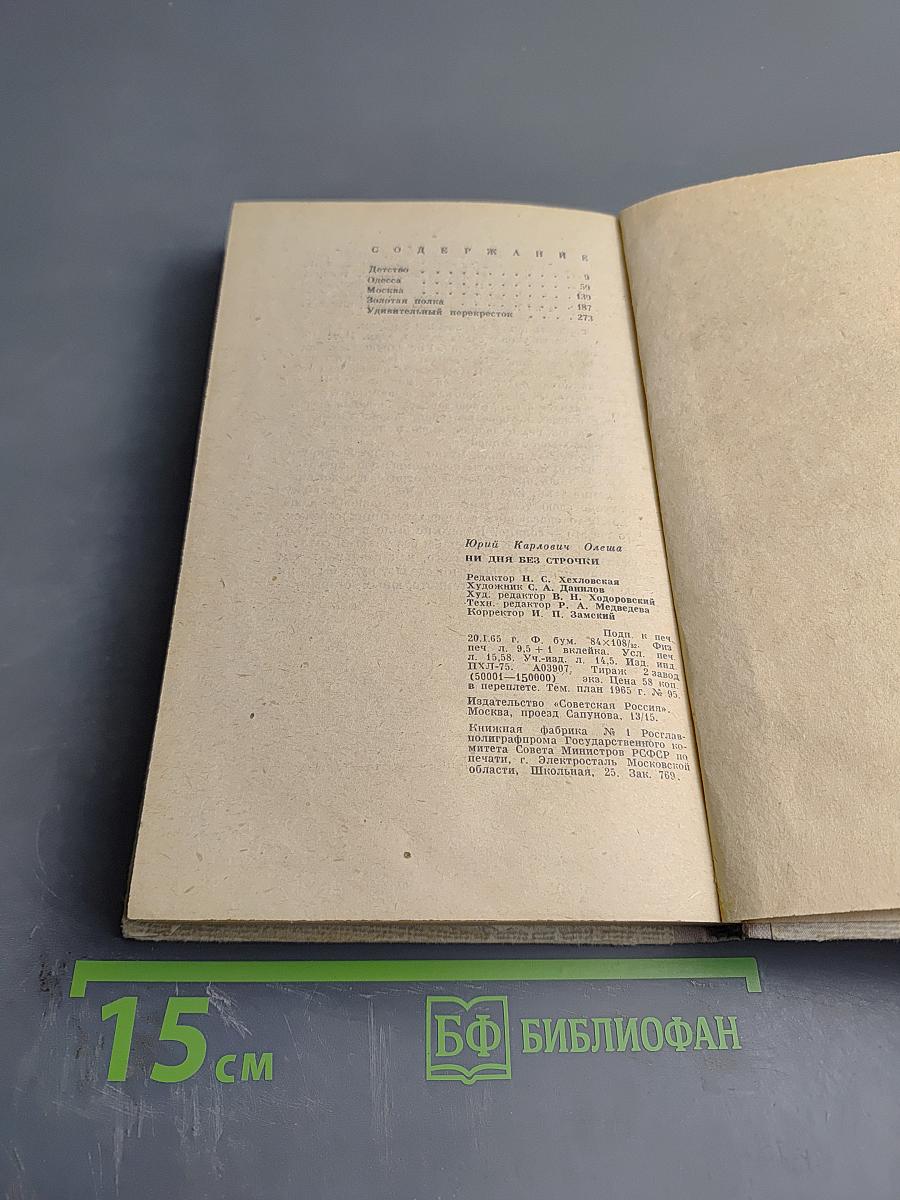 СОДЕРЖАНИЕ
Детство . . . . . . . . . . 9
Одесса . . . . . . . . . . 59
Москва . . . . . . . . . . 139
Золотая полка . . . . . . . . 187
Удивительный перекресток . . . . 273
Юрий Карлович Олеша
НИ ДНЯ БЕЗ СТРОЧКИ
Редактор Н. С. Хехловская
Художник С. А. Данилов
Худ. редактор В. Н. Ходоровский
Техн. редактор Р. А. Медведева
Корректор И. П. Замский
Подп. к печ.
20.I.65 г. Ф. бум. 84×108/32. Физ.
печ л. 9,5+1 вклейка. Усл. печ.
л. 15,58. Уч.-изд. л. 14,5. Изд. инд.
ПХЛ-75. А03907, Тираж 2 завод
(50001—150000) экз. Цена 58 коп.
в переплете. Тем. план 1965 г. № 95.
Издательство «Советская Россия».
Москва, проезд Сапунова, 13/15.
Книжная фабрика № 1 Росглав-
полиграфпрома Государственного ко-
митета Совета Министров РСФСР по
печати, г. Электросталь Московской
области, Школьная, 25. Зак. 769.
15 см
БФ БИБЛИОФАН